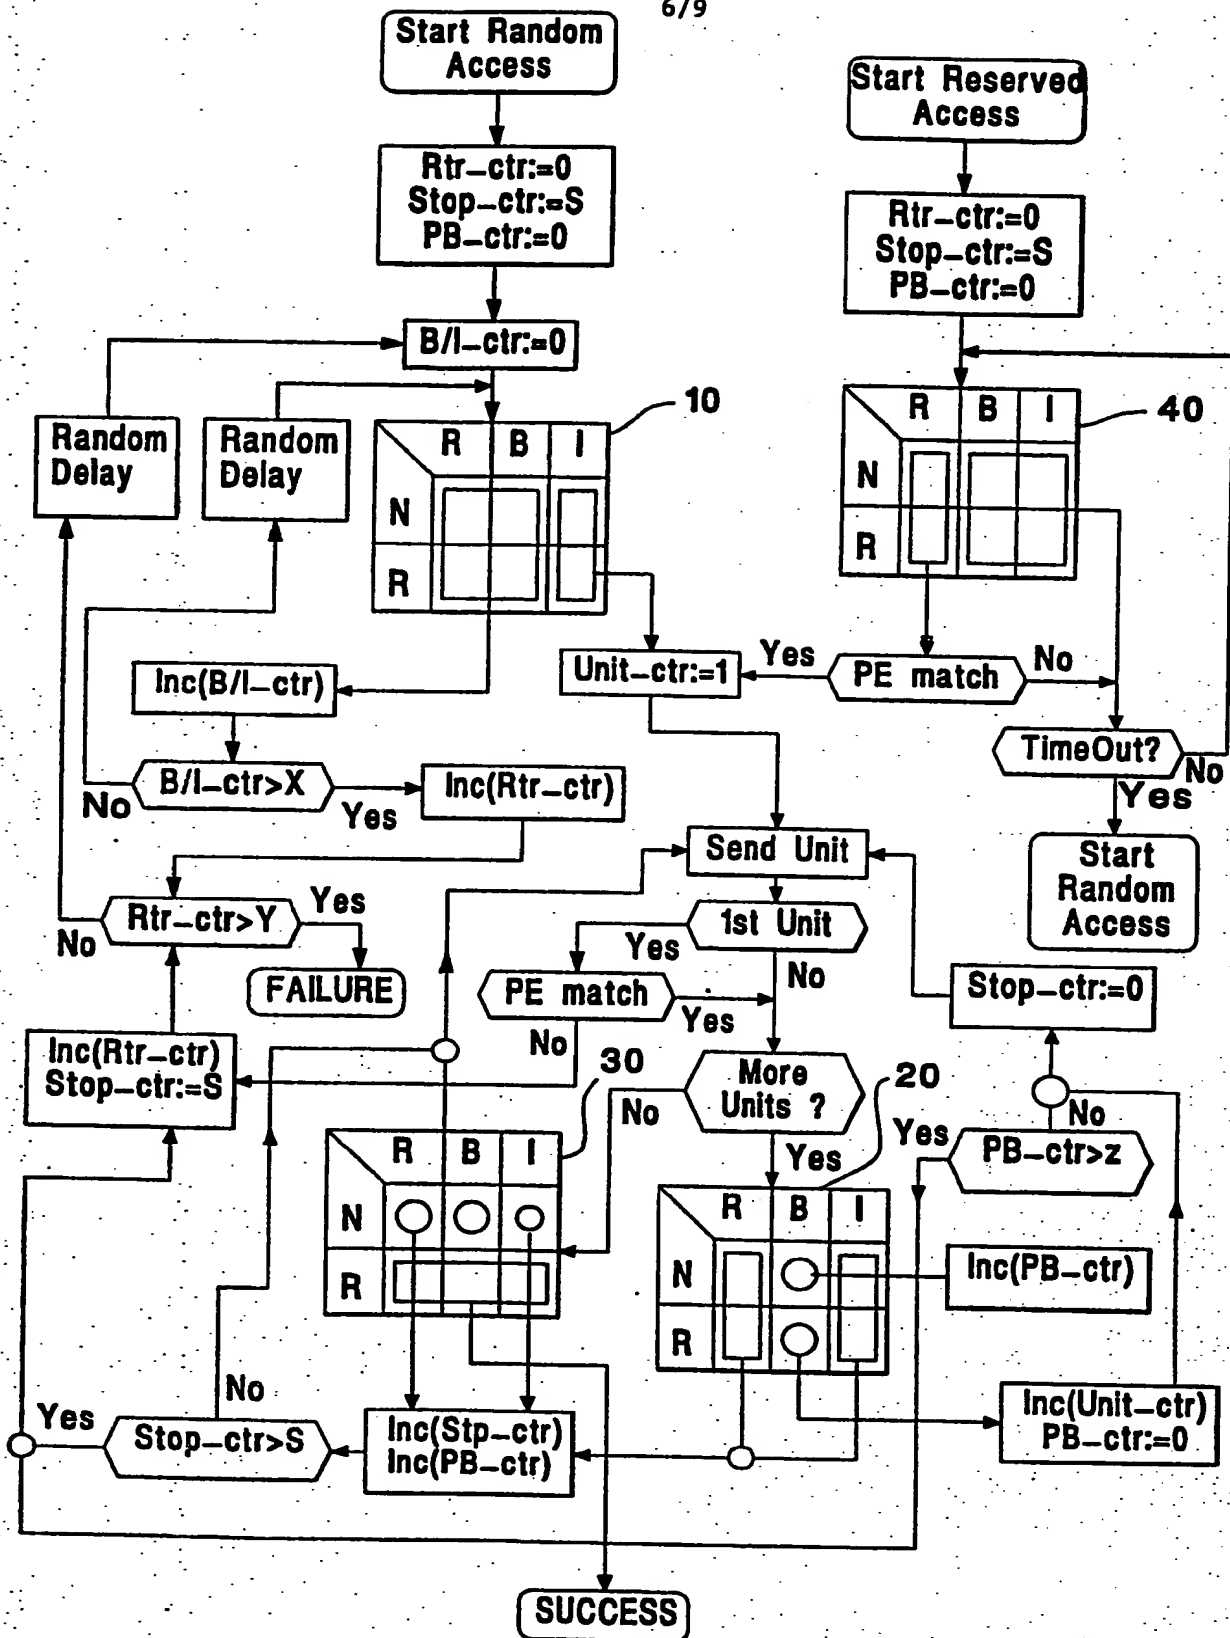 6/9
Start Random
Access
Start Reserved
Access
Rtr_ctr:=0
Stop_ctr:=S
PB_ctr:=0
Rtr_ctr:=0
Stop_ctr:=S
PB_ctr:=0
B/I_ctr:=0
10
40
Random
Delay
Random
Delay
R B I
N
R
R B I
N
R
Inc(B/I_ctr)
Unit_ctr:=1
Yes
PE match
No
TimeOut?
No
Yes
B/I_ctr>X
No
Yes
Inc(Rtr_ctr)
Send Unit
Start
Random
Access
Rtr_ctr>Y
Yes
No
FAILURE
1st Unit
Yes
No
PE match
Yes
No
Stop_ctr:=0
Inc(Rtr_ctr)
Stop_ctr:=S
30
More
Units ?
No
Yes
20
Yes
No
PB_ctr>z
R B I
N
R
R B I
N
R
Inc(PB_ctr)
Inc(Unit_ctr)
PB_ctr:=0
No
Yes
Stop_ctr>S
Inc(Stp_ctr)
Inc(PB_ctr)
SUCCESS